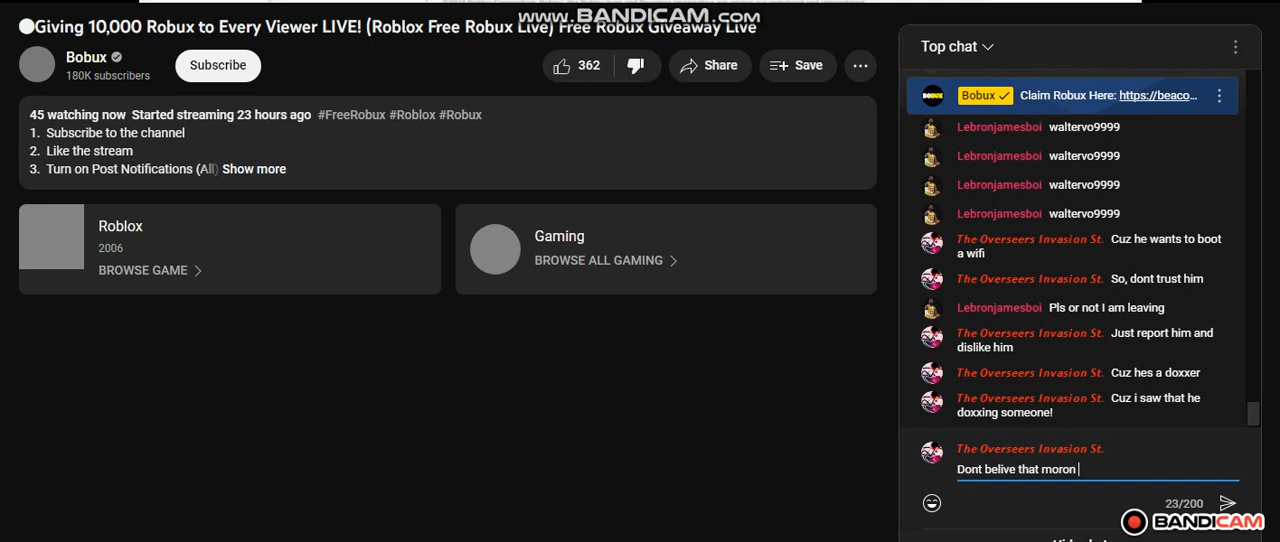 www.BANDICAM.com
Giving 10,000 Robux to Every Viewer LIVE! (Roblox Free Robux Live) Free Robux Giveaway Live
Bobux
180K subscribers
Subscribe
362
Share
Save
45 watching now Started streaming 23 hours ago #FreeRobux #Roblox #Robux
1. Subscribe to the channel
2. Like the stream
3. Turn on Post Notifications (All) Show more
Roblox
2006
BROWSE GAME
Gaming
BROWSE ALL GAMING
Top chat
BOBUX Bobux Claim Robux Here: https://beaco...
Lebronjamesboi waltervo9999
Lebronjamesboi waltervo9999
Lebronjamesboi waltervo9999
Lebronjamesboi waltervo9999
The Overseers Invasion St. Cuz he wants to boot
a wifi
The Overseers Invasion St. So, dont trust him
Lebronjamesboi Pls or not I am leaving
The Overseers Invasion St. Just report him and
dislike him
The Overseers Invasion St. Cuz hes a doxxer
The Overseers Invasion St. Cuz i saw that he
doxxing someone!
The Overseers Invasion St.
Dont belive that moron
23/200
BANDICAM